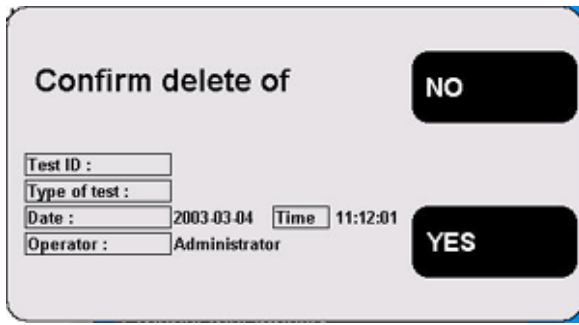 Confirm delete of
NO
Test ID :
Type of test :
Date : 2003-03-04 Time 11:12:01
Operator : Administrator
YES